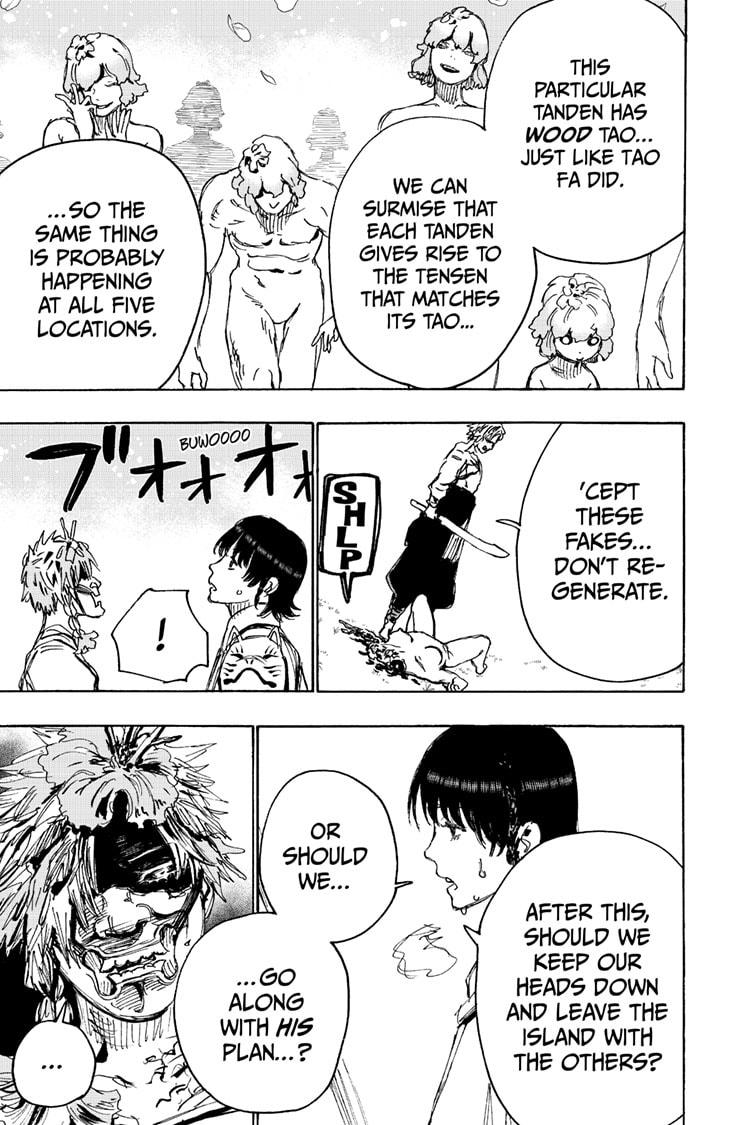 THIS
PARTICULAR
TANDEN HAS
WOOD TAO...
JUST LIKE TAO
FA DID.
WE CAN
SURMISE THAT
EACH TANDEN
GIVES RISE TO
THE TENSEN
THAT MATCHES
ITS TAO...
...SO THE
SAME THING
IS PROBABLY
HAPPENING
AT ALL FIVE
LOCATIONS.
'CEPT
THESE
FAKES...
DON'T RE-
GENERATE.
SHLP
ブオォオォ
BUWOOOO
!
AFTER THIS,
SHOULD WE
KEEP OUR
HEADS DOWN
AND LEAVE THE
ISLAND WITH
THE OTHERS?
OR
SHOULD
WE...
...GO
ALONG
WITH HIS
PLAN...?
...